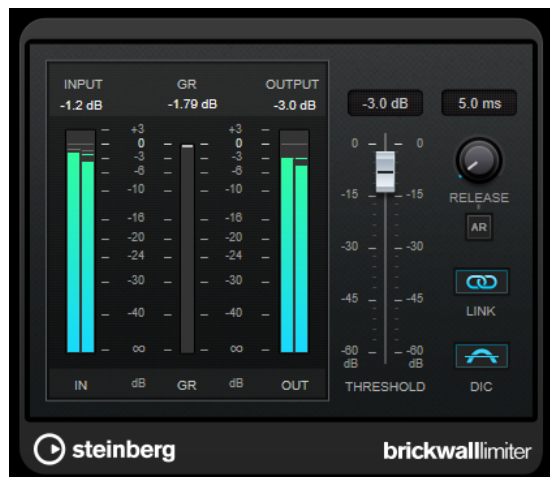 INPUT GR OUTPUT
-1.2 dB -1.79 dB -3.0 dB -3.0 dB 5.0 ms
+3 +3
0 0 0 0
-3 -3
-6 -6
-10 -10
-15 -15 RELEASE
-16 -16
AR
-20 -20
-24 -24
-30 -30
-30 -30
-40 -40
-45 -45
LINK
∞ ∞
-60 -60
dB dB
IN dB GR dB OUT THRESHOLD DIC
steinberg brickwalllimiter